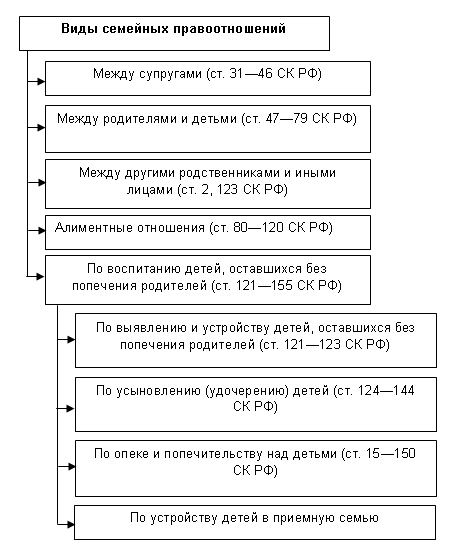 Виды семейных правоотношений
Между супругами (ст. 31—46 СК РФ)
Между родителями и детьми (ст. 47—79 СК РФ)
Между другими родственниками и иными
лицами (ст. 2, 123 СК РФ)
Алиментные отношения (ст. 80—120 СК РФ)
По воспитанию детей, оставшихся без
попечения родителей (ст. 121—155 СК РФ)
По выявлению и устройству детей, оставшихся без
попечения родителей (ст. 121—123 СК РФ)
По усыновлению (удочерению) детей (ст. 124—144
СК РФ)
По опеке и попечительству над детьми (ст. 15—150
СК РФ)
По устройству детей в приемную семью